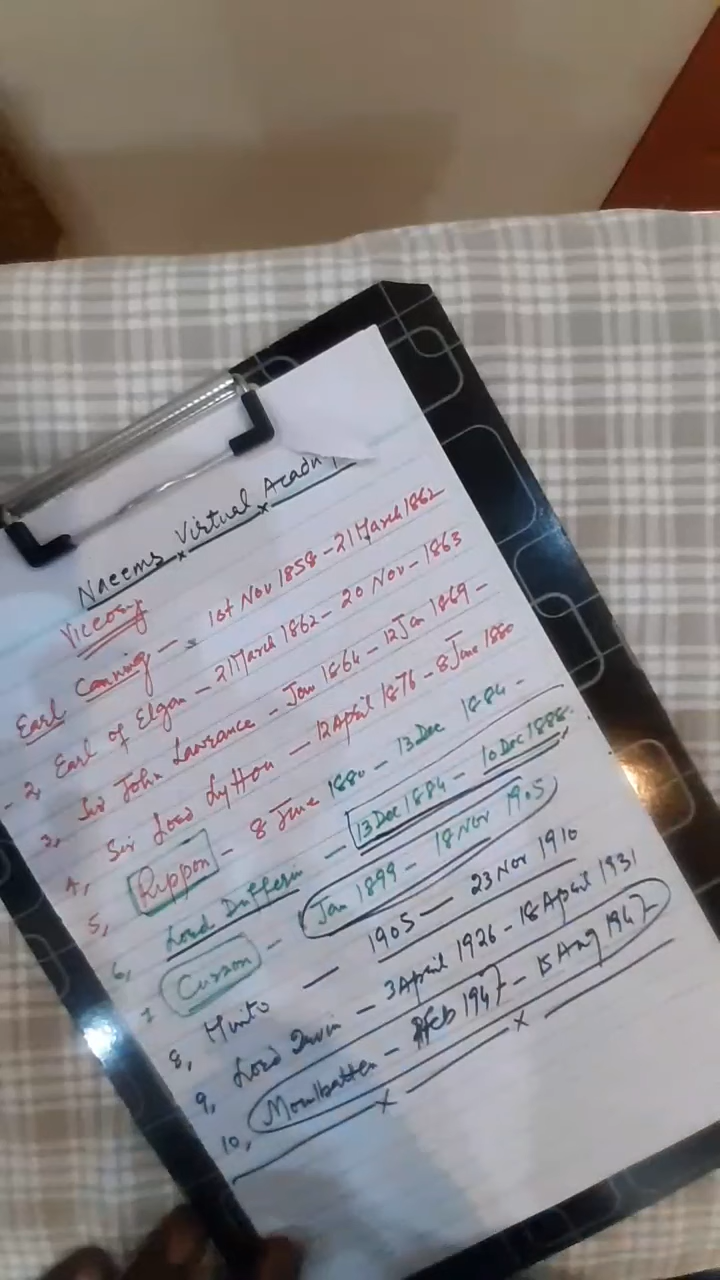 Naeems Virtual Acadmy
Viceory
Earl Canning - 1st Nov 1858 - 21 March 1862
2, Earl of Elgan - 21 March 1862 - 20 Nov - 1863
3, Sir John Lawrance - Jan 1864 - 12 Jan 1869 -
4, Sir Lord Lytton - 12 April 1876 - 8 June 1880
5, Rippon - 8 June 1880 - 13 Dec 1884 -
6, Lord Dufferin - 13 Dec 1884 - 10 Dec 1888-
7 Curzon - Jan 1899 - 18 Nov 1905
8, Minto - 1905 - 23 Nov 1910
9, Lord Irwin - 3 April 1926 - 18 April 1931
10, Mountbatten - Feb 1947 - 15 Aug 1947